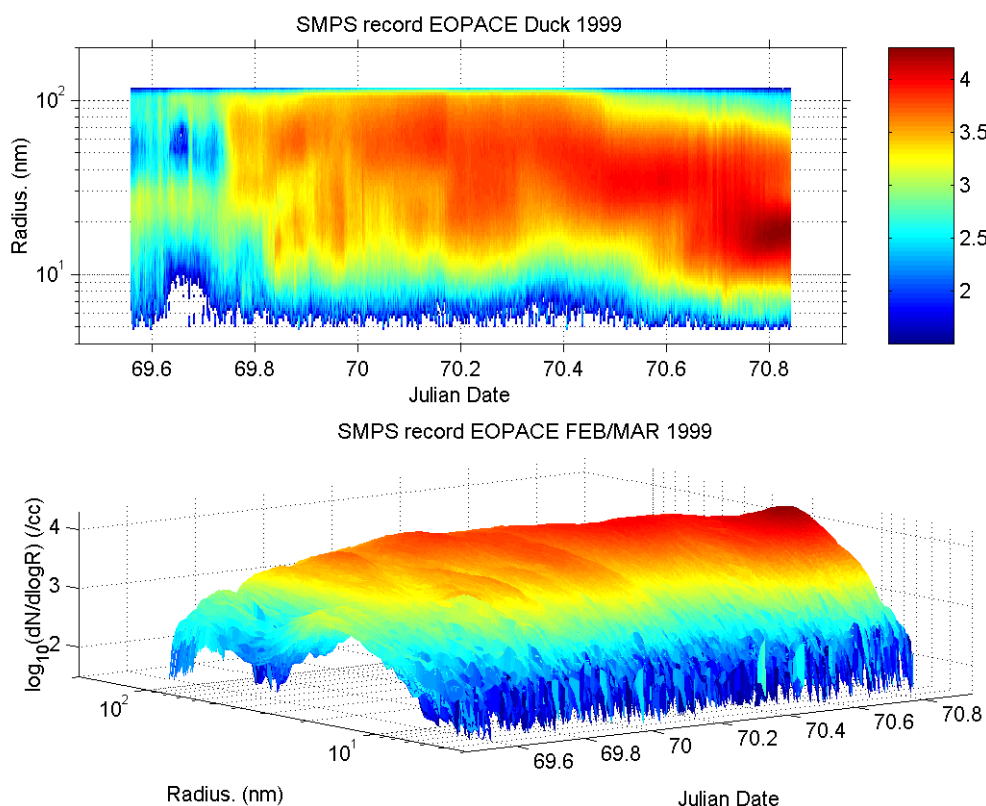 SMPS record EOPACE Duck 1999
Radius. (nm)
10²
10¹
69.6 69.8 70 70.2 70.4 70.6 70.8
Julian Date
4
3.5
3
2.5
2
SMPS record EOPACE FEB/MAR 1999
log₁₀(dN/dlogR) (/cc)
4
3
2
10²
10¹
Radius. (nm)
69.6 69.8 70 70.2 70.4 70.6 70.8
Julian Date